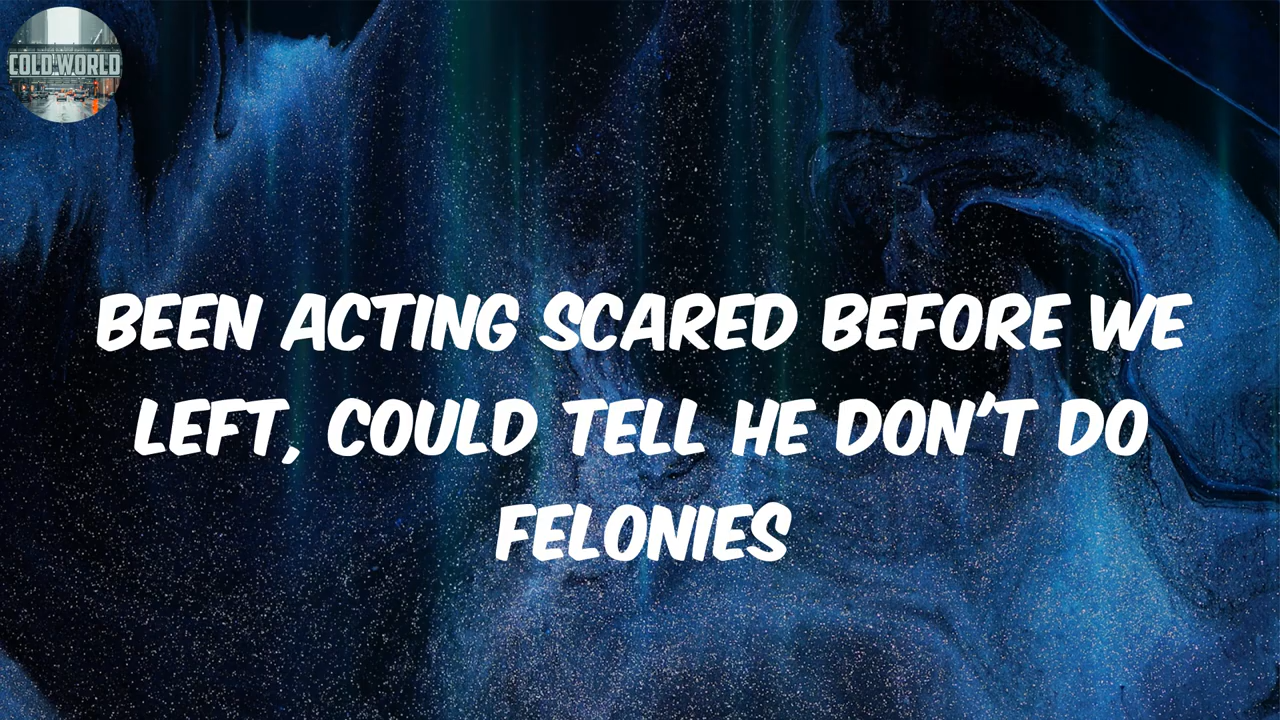 COLD WORLD
BEEN ACTING SCARED BEFORE WE
LEFT, COULD TELL HE DON'T DO
FELONIES